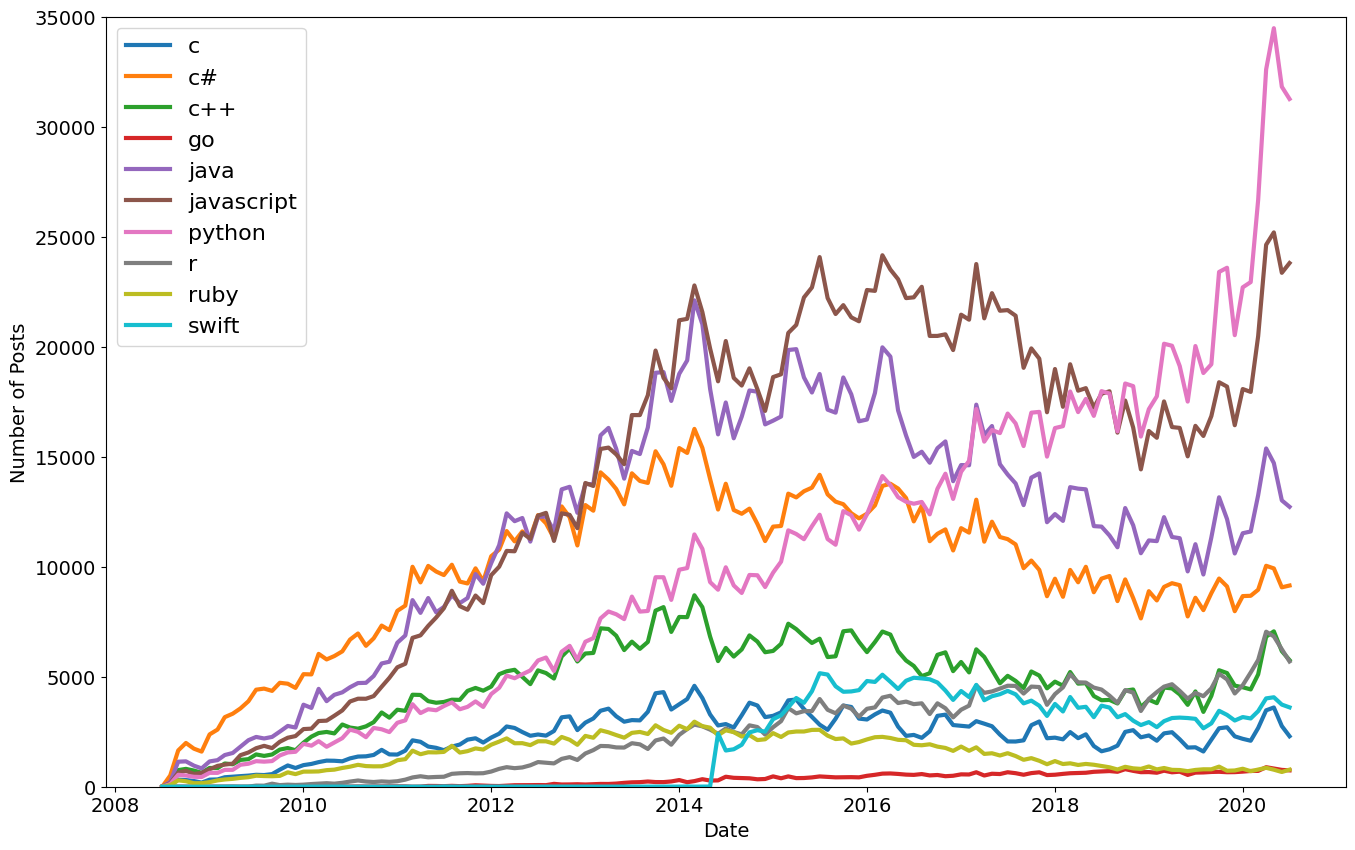 35000
30000
25000
20000
15000
10000
5000
0
Number of Posts
c
c#
c++
go
java
javascript
python
r
ruby
swift
2008
2010
2012
2014
2016
2018
2020
Date